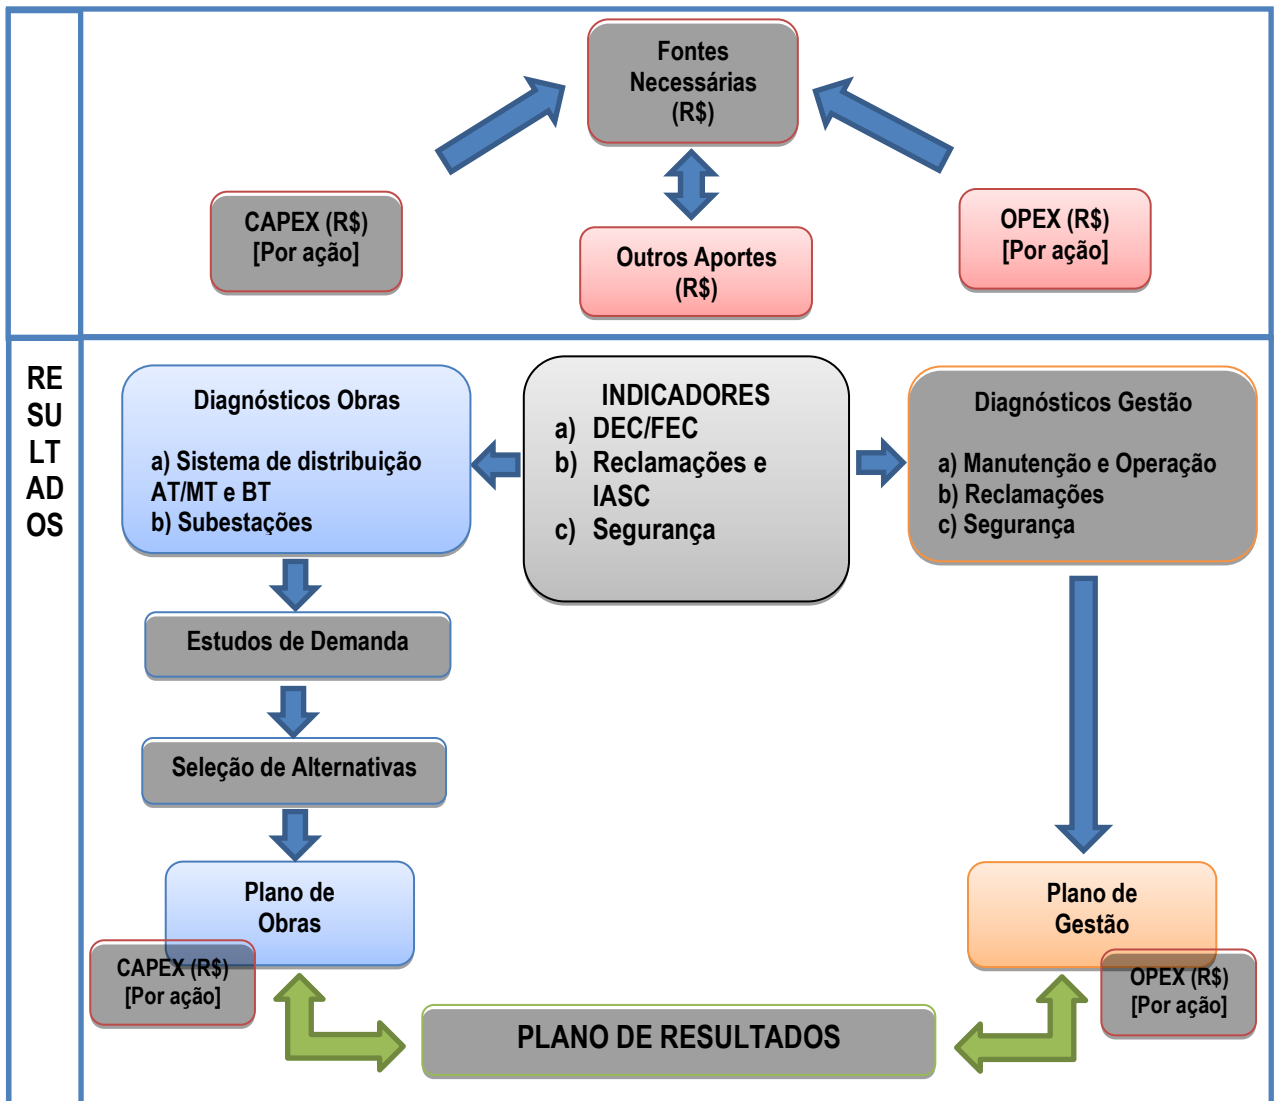 Fontes
Necessárias
(R$)
CAPEX (R$)
[Por ação]
Outros Aportes
(R$)
OPEX (R$)
[Por ação]
RE
SU
LT
AD
OS
Diagnósticos Obras
a) Sistema de distribuição
AT/MT e BT
b) Subestações
INDICADORES
a) DEC/FEC
b) Reclamações e
IASC
c) Segurança
Diagnósticos Gestão
a) Manutenção e Operação
b) Reclamações
c) Segurança
Estudos de Demanda
Seleção de Alternativas
Plano de
Obras
CAPEX (R$)
[Por ação]
Plano de
Gestão
OPEX (R$)
[Por ação]
PLANO DE RESULTADOS